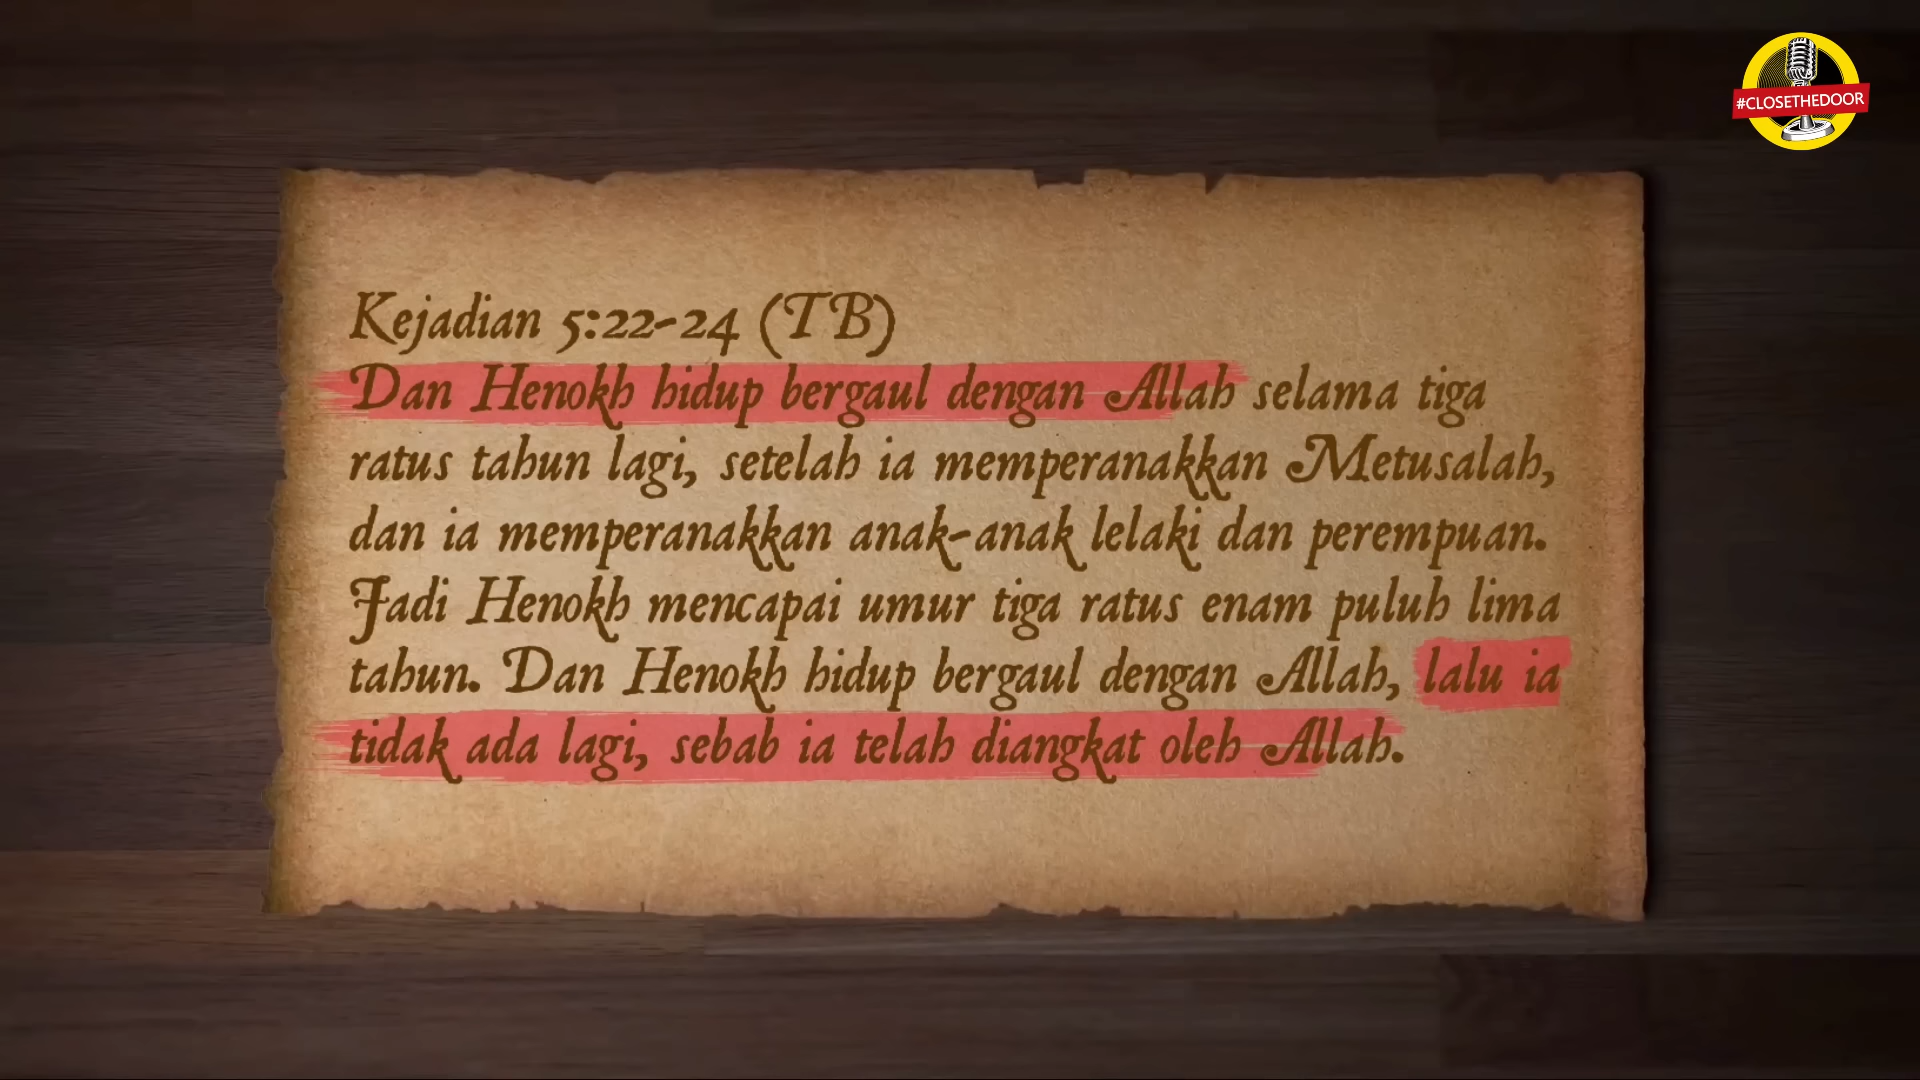 #CLOSETHEDOOR
Kejadian 5:22-24 (TB)
Dan Henokh hidup bergaul dengan Allah selama tiga
ratus tahun lagi, setelah ia memperanakkan Metusalah,
dan ia memperanakkan anak-anak lelaki dan perempuan.
Jadi Henokh mencapai umur tiga ratus enam puluh lima
tahun. Dan Henokh hidup bergaul dengan Allah, lalu ia
tidak ada lagi, sebab ia telah diangkat oleh Allah.